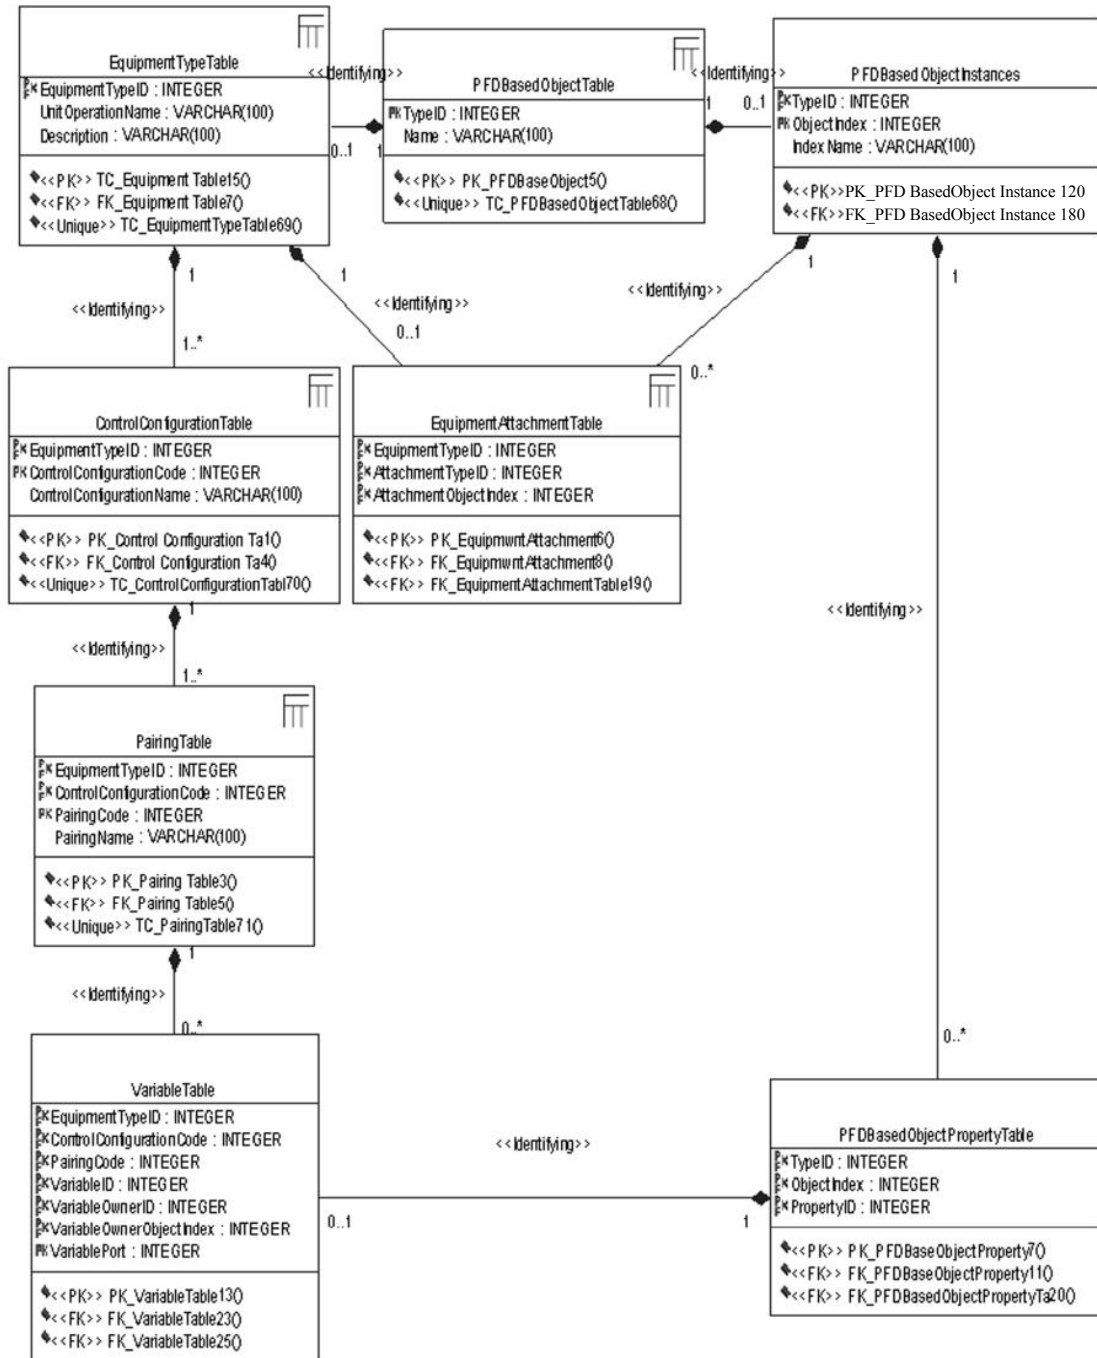 EquipmentTypeTable
PK EquipmentTypeID : INTEGER
UnitOperationName : VARCHAR(100)
Description : VARCHAR(100)
<<PK>> TC_Equipment Table15()
<<FK>> FK_Equipment Table7()
<<Unique>> TC_EquipmentTypeTable69()
<<Identifying>>
0..1
1
PFDBasedObjectTable
PK TypeID : INTEGER
Name : VARCHAR(100)
<<PK>> PK_PFDBaseObject5()
<<Unique>> TC_PFDBasedObjectTable68()
<<Identifying>>
1
0..1
PFDBased ObjectInstances
PK TypeID : INTEGER
PK ObjectIndex : INTEGER
Index Name : VARCHAR(100)
<<PK>>PK_PFD BasedObject Instance 120
<<FK>>FK_PFD BasedObject Instance 180
1
<<Identifying>>
1..*
1
<<Identifying>>
0..1
1
<<Identifying>>
0..*
1
<<Identifying>>
0..*
ControlConfigurationTable
PK EquipmentTypeID : INTEGER
PK ControlConfigurationCode : INTEGER
ControlConfigurationName : VARCHAR(100)
<<PK>> PK_Control Configuration Ta1()
<<FK>> FK_Control Configuration Ta4()
<<Unique>> TC_ControlConfigurationTabl70()
EquipmentAttachmentTable
PK EquipmentTypeID : INTEGER
PK AttachmentTypeID : INTEGER
PK AttachmentObjectIndex : INTEGER
<<PK>> PK_EquipmwntAttachment6()
<<FK>> FK_EquipmwntAttachment8()
<<FK>> FK_EquipmentAttachmentTable19()
1
<<Identifying>>
1..*
PairingTable
PK EquipmentTypeID : INTEGER
PK ControlConfigurationCode : INTEGER
PK PairingCode : INTEGER
PairingName : VARCHAR(100)
<<PK>> PK_Pairing Table3()
<<FK>> FK_Pairing Table5()
<<Unique>> TC_PairingTable71()
1
<<Identifying>>
0..*
VariableTable
PK EquipmentTypeID : INTEGER
PK ControlConfigurationCode : INTEGER
PK PairingCode : INTEGER
PK VariableID : INTEGER
PK VariableOwnerID : INTEGER
PK VariableOwnerObjectIndex : INTEGER
PK VariablePort : INTEGER
<<PK>> PK_VariableTable13()
<<FK>> FK_VariableTable23()
<<FK>> FK_VariableTable25()
<<Identifying>>
0..1
1
PFDBasedObjectPropertyTable
PK TypeID : INTEGER
PK ObjectIndex : INTEGER
PK PropertyID : INTEGER
<<PK>> PK_PFDBaseObjectProperty7()
<<FK>> FK_PFDBaseObjectProperty11()
<<FK>> FK_PFDBasedObjectPropertyTa20()